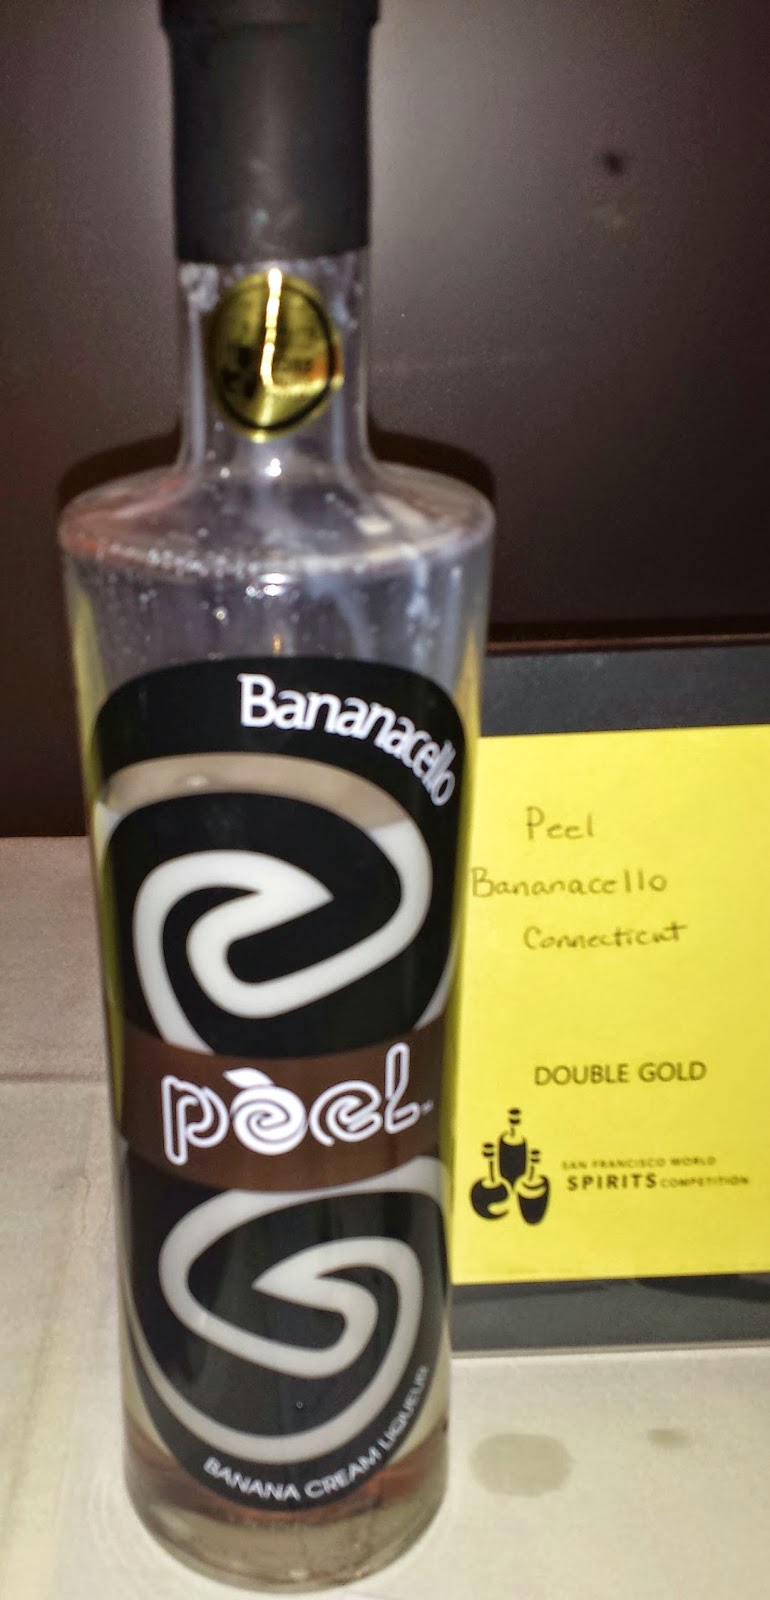 Bananacello
pèel
BANANA CREAM LIQUEUR
Peel
Bananacello
Connecticut
DOUBLE GOLD
SAN FRANCISCO WORLD
SPIRITS COMPETITION